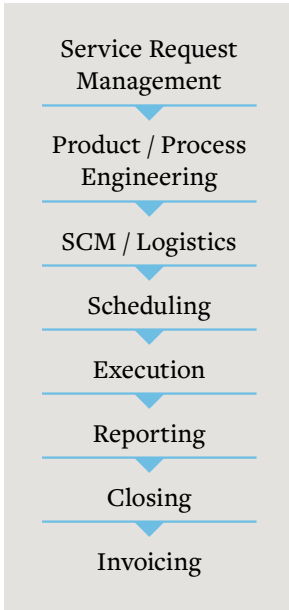 Service Request
Management
Product / Process
Engineering
SCM / Logistics
Scheduling
Execution
Reporting
Closing
Invoicing